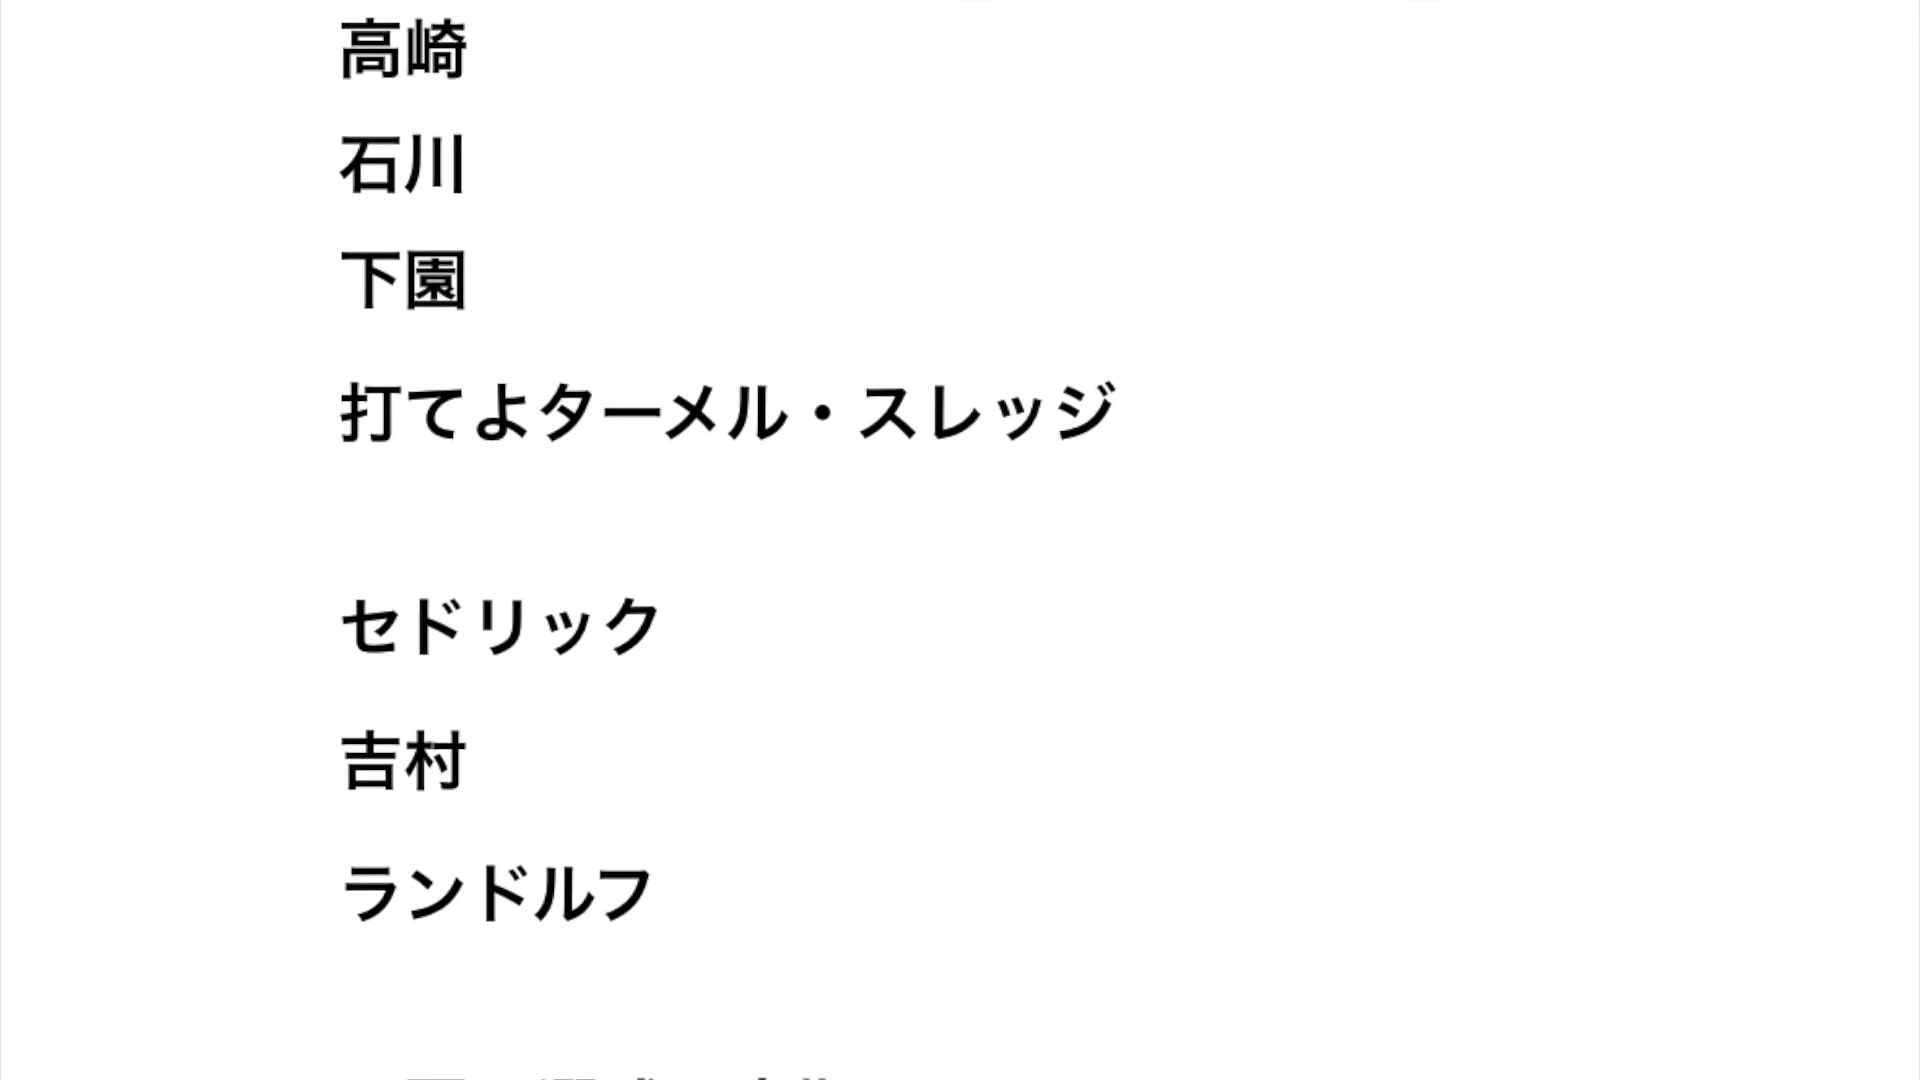 高崎
石川
下園
打てよターメル・スレッジ
セドリック
吉村
ランドルフ